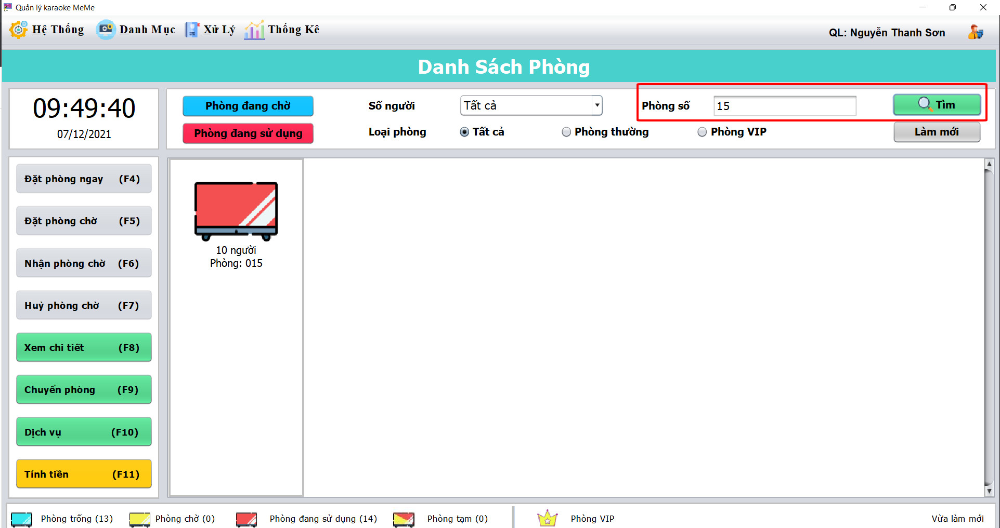 Quản lý karaoke MeMe
Hệ Thống Danh Mục Xử Lý Thống Kê
QL: Nguyễn Thanh Sơn
Danh Sách Phòng
09:49:40
07/12/2021
Phòng đang chờ
Phòng đang sử dụng
Số người Tất cả
Phòng số 15 Tìm
Loại phòng Tất cả Phòng thường Phòng VIP
Làm mới
Đặt phòng ngay (F4)
Đặt phòng chờ (F5)
Nhận phòng chờ (F6)
Huỷ phòng chờ (F7)
Xem chi tiết (F8)
Chuyển phòng (F9)
Dịch vụ (F10)
Tính tiền (F11)
10 người
Phòng: 015
Phòng trống (13) Phòng chờ (0) Phòng đang sử dụng (14) Phòng tạm (0) Phòng VIP Vừa làm mới